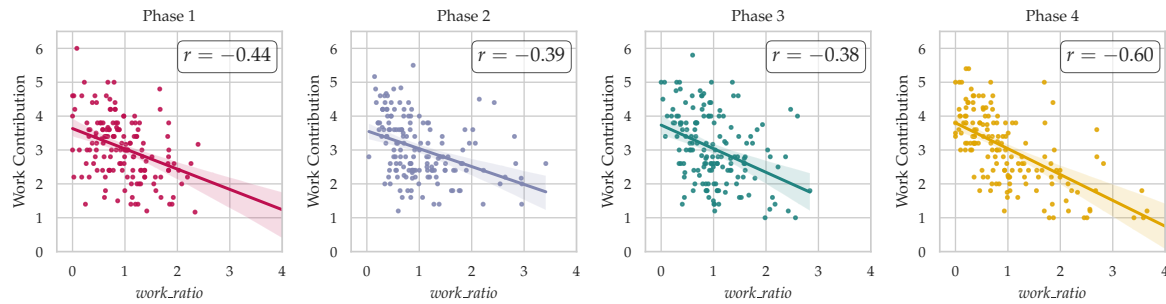 Phase 1
Phase 2
Phase 3
Phase 4
r = −0.44
r = −0.39
r = −0.38
r = −0.60
Work Contribution
Work Contribution
Work Contribution
Work Contribution
6
5
4
3
2
1
0
6
5
4
3
2
1
0
6
5
4
3
2
1
0
6
5
4
3
2
1
0
0 1 2 3 4
0 1 2 3 4
0 1 2 3 4
0 1 2 3 4
work_ratio
work_ratio
work_ratio
work_ratio